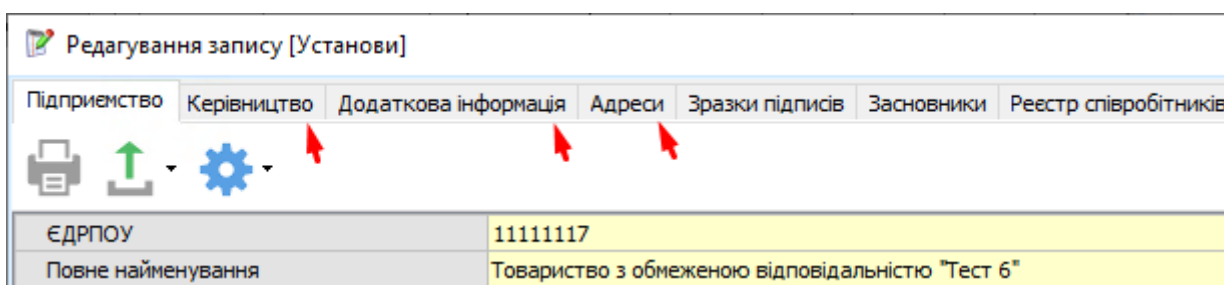 Редагування запису [Установи]
Підприємство Керівництво Додаткова інформація Адреси Зразки підписів Засновники Реєстр співробітників
ЄДРПОУ 11111117
Повне найменування Товариство з обмеженою відповідальністю "Тест 6"